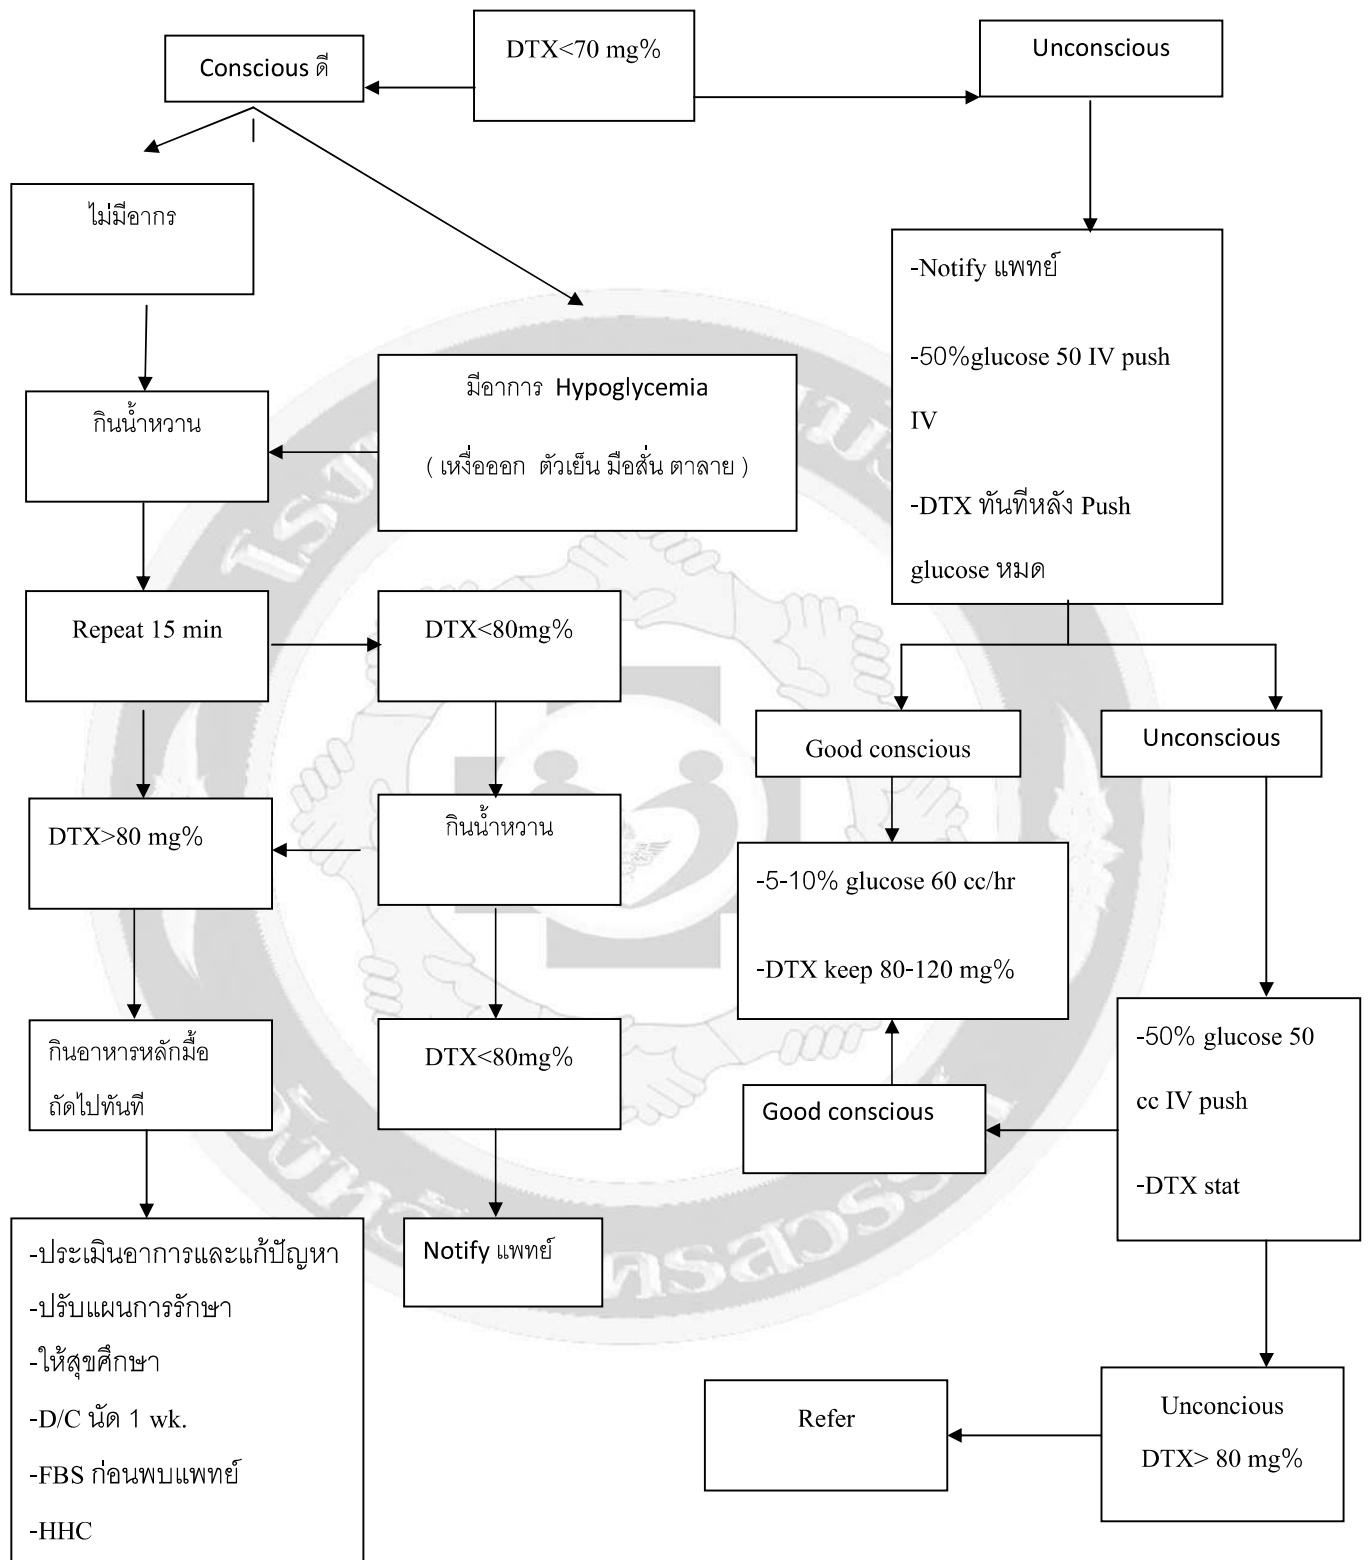 DTX<70 mg%
Conscious ดี
Unconscious
ไม่มีอากร
-Notify แพทย์
-50%glucose 50 IV push
IV
-DTX ทันทีหลัง Push
glucose หมด
มีอาการ Hypoglycemia
( เหงื่อออก ตัวเย็น มือสั่น ตาลาย )
กินน้ำหวาน
Repeat 15 min
DTX<80mg%
Good conscious
Unconscious
DTX>80 mg%
กินน้ำหวาน
-5-10% glucose 60 cc/hr
-DTX keep 80-120 mg%
กินอาหารหลักมื้อ
ถัดไปทันที
DTX<80mg%
Good conscious
-50% glucose 50
cc IV push
-DTX stat
-ประเมินอาการและแก้ปัญหา
-ปรับแผนการรักษา
-ให้สุขศึกษา
-D/C นัด 1 wk.
-FBS ก่อนพบแพทย์
-HHC
Notify แพทย์
Refer
Unconcious
DTX> 80 mg%